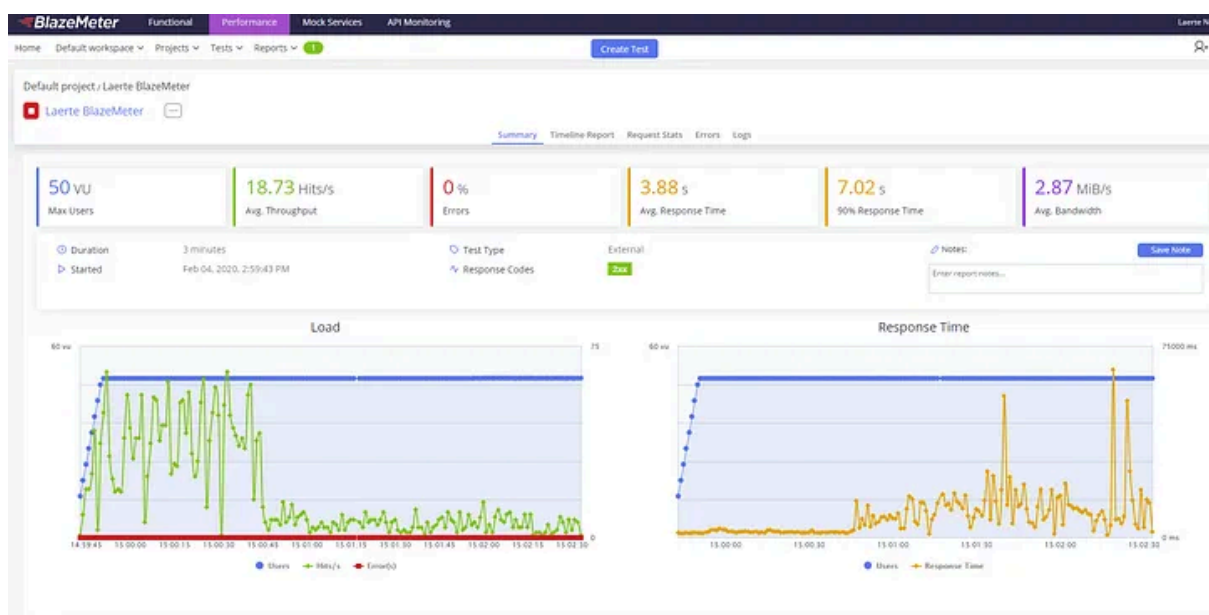 BlazeMeter Functional Performance Mock Services API Monitoring Laerte N
Home Default workspace Projects Tests Reports 1 Create Test
Default project / Laerte BlazeMeter
Laerte BlazeMeter
Summary Timeline Report Request Stats Errors Logs
50 VU 18.73 Hits/s 0 % 3.88 s 7.02 s 2.87 MiB/s
Max Users Avg. Throughput Errors Avg. Response Time 90% Response Time Avg. Bandwidth
Duration 3 minutes Test Type External Notes: Save Note
Started Feb 04, 2020, 2:59:43 PM Response Codes 2xx Enter report notes...
Load Response Time
60 vu 75 60 vu 75000 ms
0 0 ms
14:59:45 15:00:00 15:00:15 15:00:30 15:00:45 15:01:00 15:01:15 15:01:30 15:01:45 15:02:00 15:02:15 15:02:30 15:00:00 15:00:30 15:01:00 15:01:30 15:02:00 15:02:30
Users Hits/s Error(s) Users Response Time